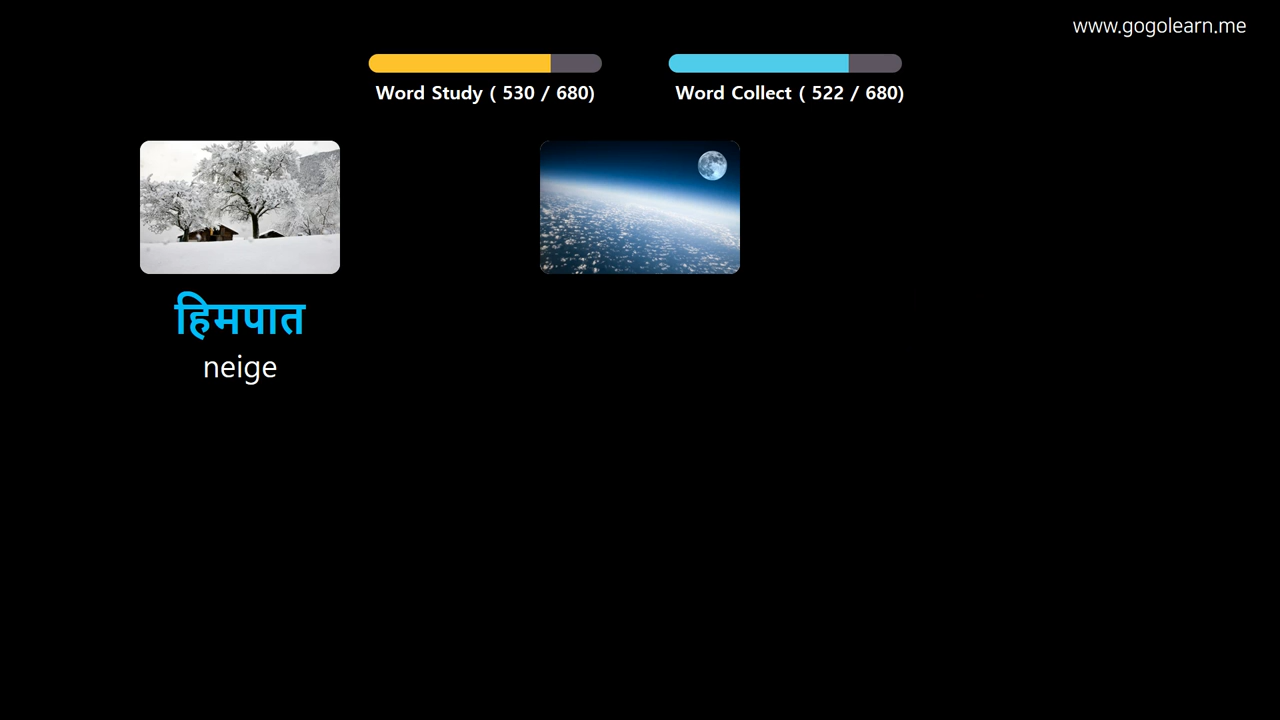 www.gogolearn.me
Word Study ( 530 / 680)
Word Collect ( 522 / 680)
हिमपात
neige